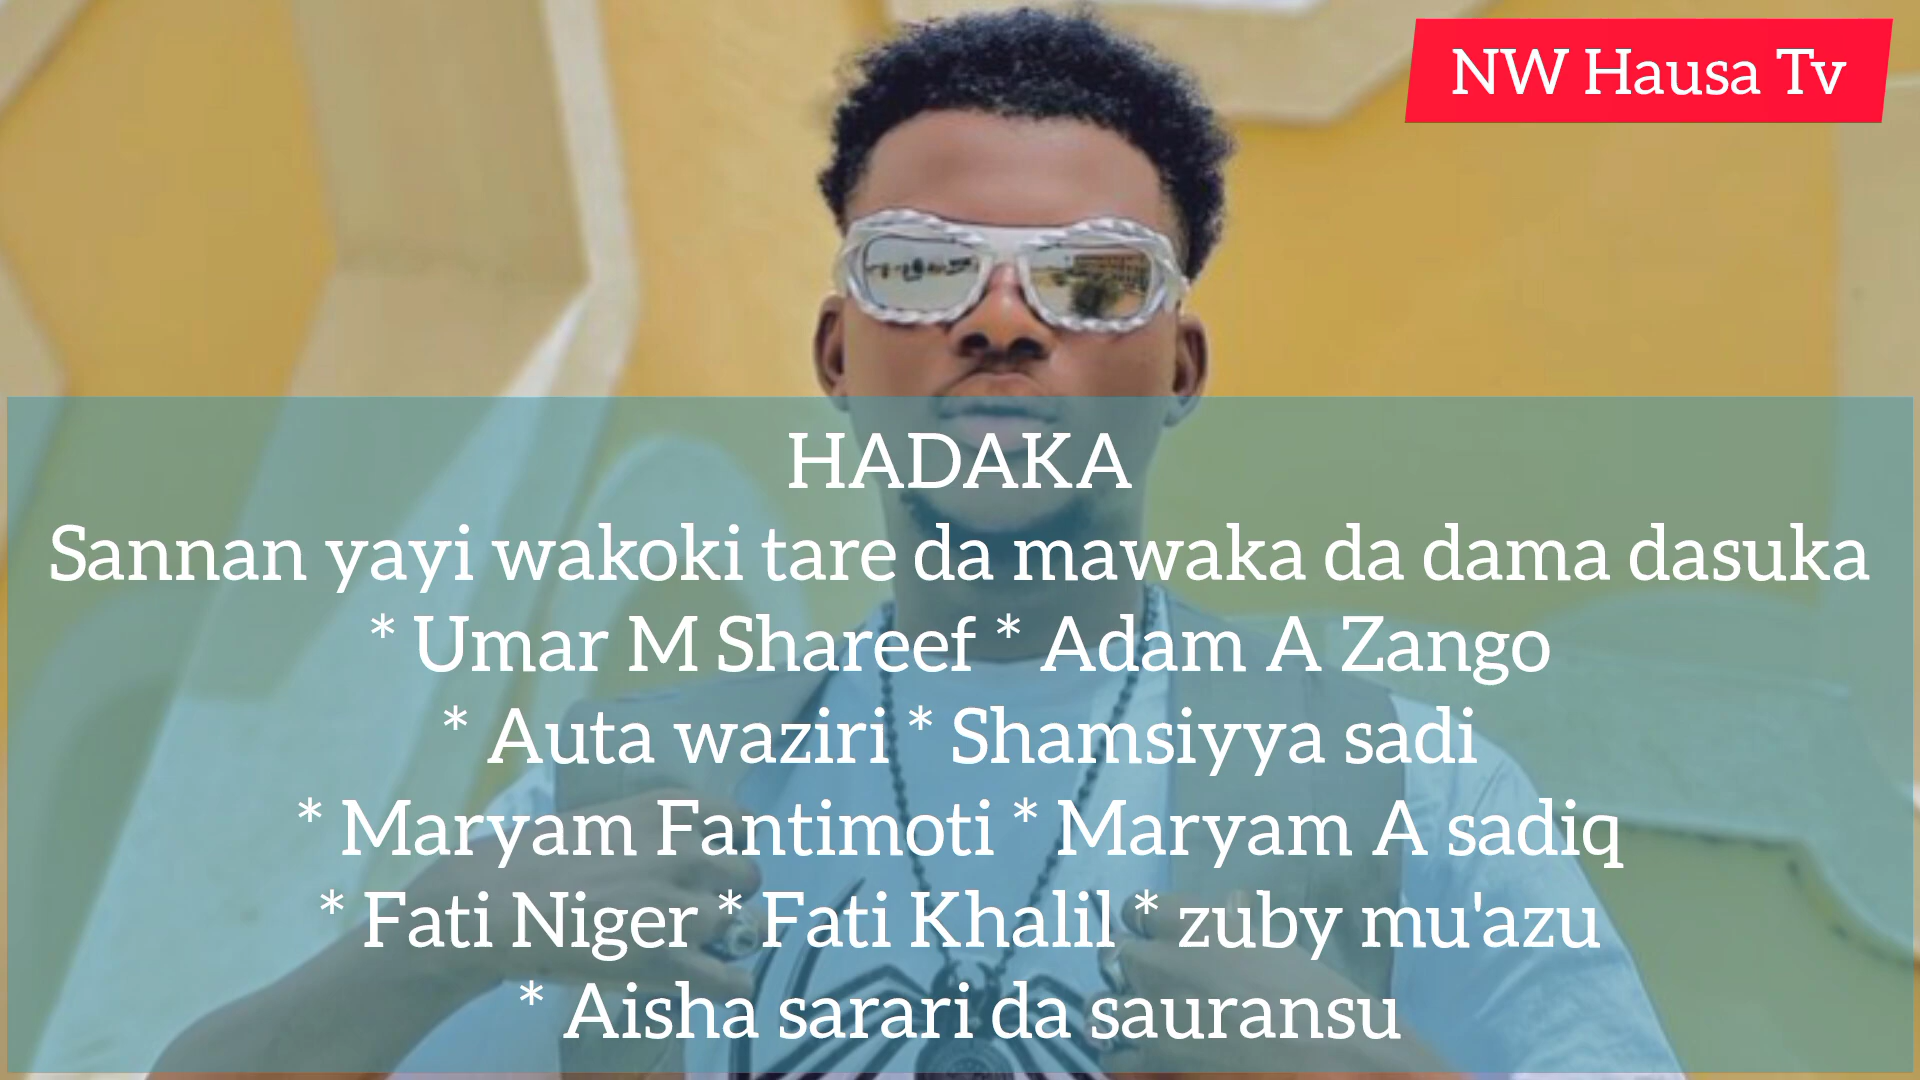 NW Hausa Tv
HADAKA
Sannan yayi wakoki tare da mawaka da dama dasuka
* Umar M Shareef * Adam A Zango
* Auta waziri * Shamsiyya sadi
* Maryam Fantimoti * Maryam A sadiq
* Fati Niger * Fati Khalil * zuby mu'azu
* Aisha sarari da sauransu